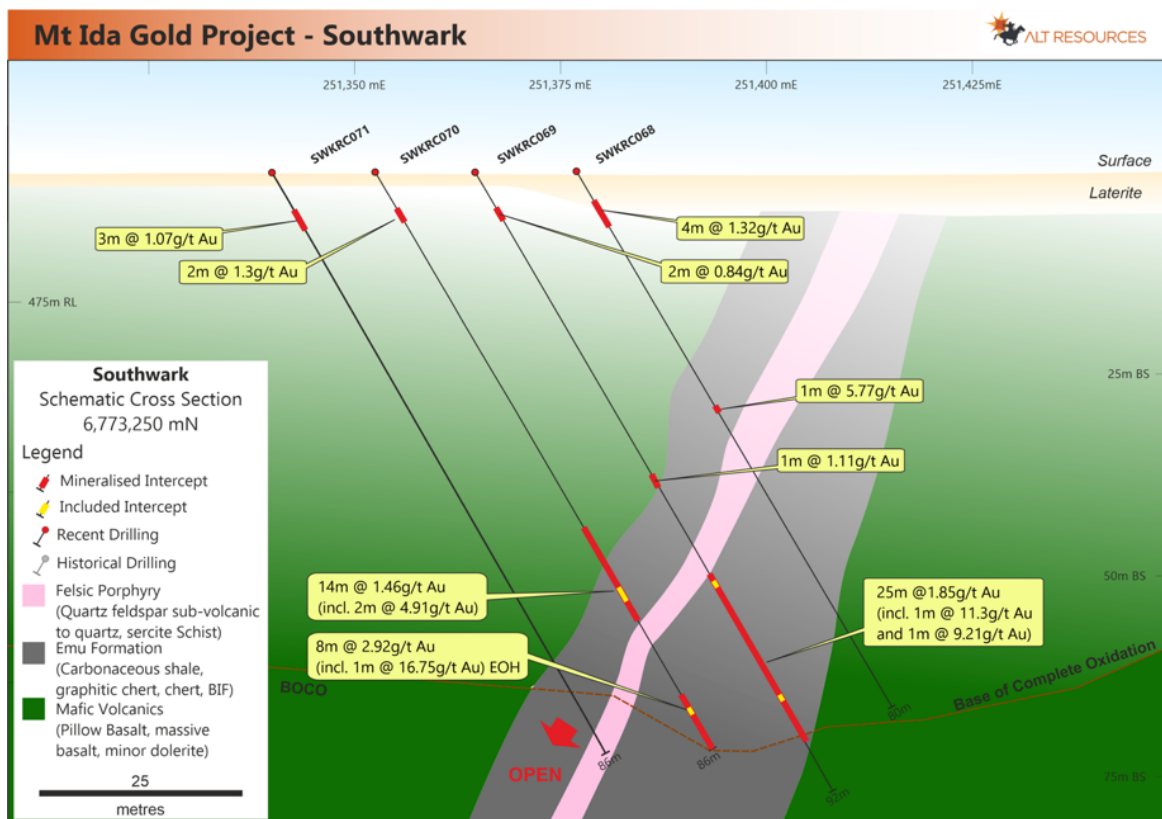 Mt Ida Gold Project - Southwark
ALT RESOURCES
251,350 mE
251,375 mE
251,400 mE
251,425mE
SWKRC071
SWKRC070
SWKRC069
SWKRC068
Surface
Laterite
3m @ 1.07g/t Au
2m @ 1.3g/t Au
4m @ 1.32g/t Au
2m @ 0.84g/t Au
475m RL
25m BS
1m @ 5.77g/t Au
1m @ 1.11g/t Au
50m BS
14m @ 1.46g/t Au
(incl. 2m @ 4.91g/t Au)
8m @ 2.92g/t Au
(incl. 1m @ 16.75g/t Au) EOH
25m @1.85g/t Au
(incl. 1m @ 11.3g/t Au
and 1m @ 9.21g/t Au)
BOCO
Base of Complete Oxidation
OPEN
86m
86m
92m
80m
75m BS
Southwark
Schematic Cross Section
6,773,250 mN
Legend
Mineralised Intercept
Included Intercept
Recent Drilling
Historical Drilling
Felsic Porphyry
(Quartz feldspar sub-volcanic
to quartz, sercite Schist)
Emu Formation
(Carbonaceous shale,
graphitic chert, chert, BIF)
Mafic Volcanics
(Pillow Basalt, massive
basalt, minor dolerite)
25
metres